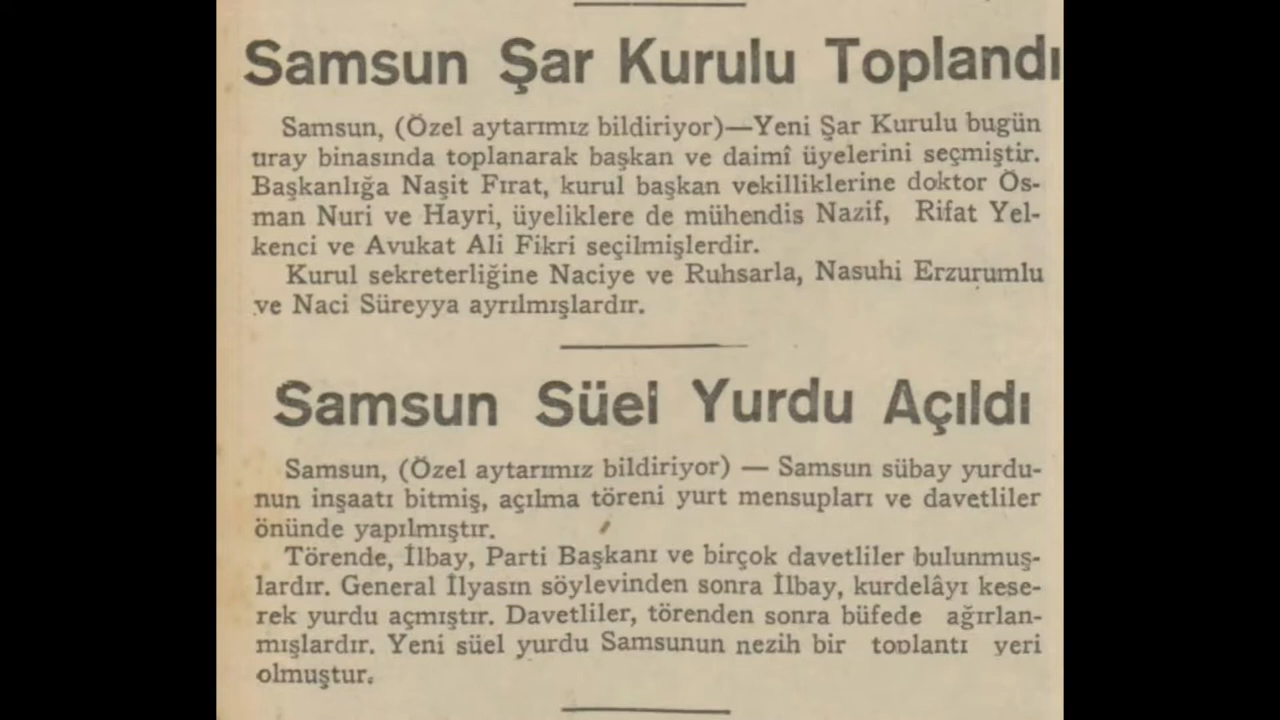 Samsun Şar Kurulu Toplandı
Samsun, (Özel aytarımız bildiriyor)—Yeni Şar Kurulu bugün
uray binasında toplanarak başkan ve daimî üyelerini seçmiştir.
Başkanlığa Naşit Fırat, kurul başkan vekilliklerine doktor Os-
man Nuri ve Hayri, üyeliklere de mühendis Nazif, Rifat Yel-
kenci ve Avukat Ali Fikri seçilmişlerdir.
Kurul sekreterliğine Naciye ve Ruhsarla, Nasuhi Erzurumlu
ve Naci Süreyya ayrılmışlardır.
Samsun Süel Yurdu Açıldı
Samsun, (Özel aytarımız bildiriyor) — Samsun sübay yurdu-
nun inşaatı bitmiş, açılma töreni yurt mensupları ve davetliler
önünde yapılmıştır.
Törende, İlbay, Parti Başkanı ve birçok davetliler bulunmuş-
lardır. General İlyasın söylevinden sonra İlbay, kurdelâyı kese-
rek yurdu açmıştır. Davetliler, törenden sonra büfede ağırlan-
mışlardır. Yeni süel yurdu Samsunun nezih bir toplantı yeri
olmuştur.